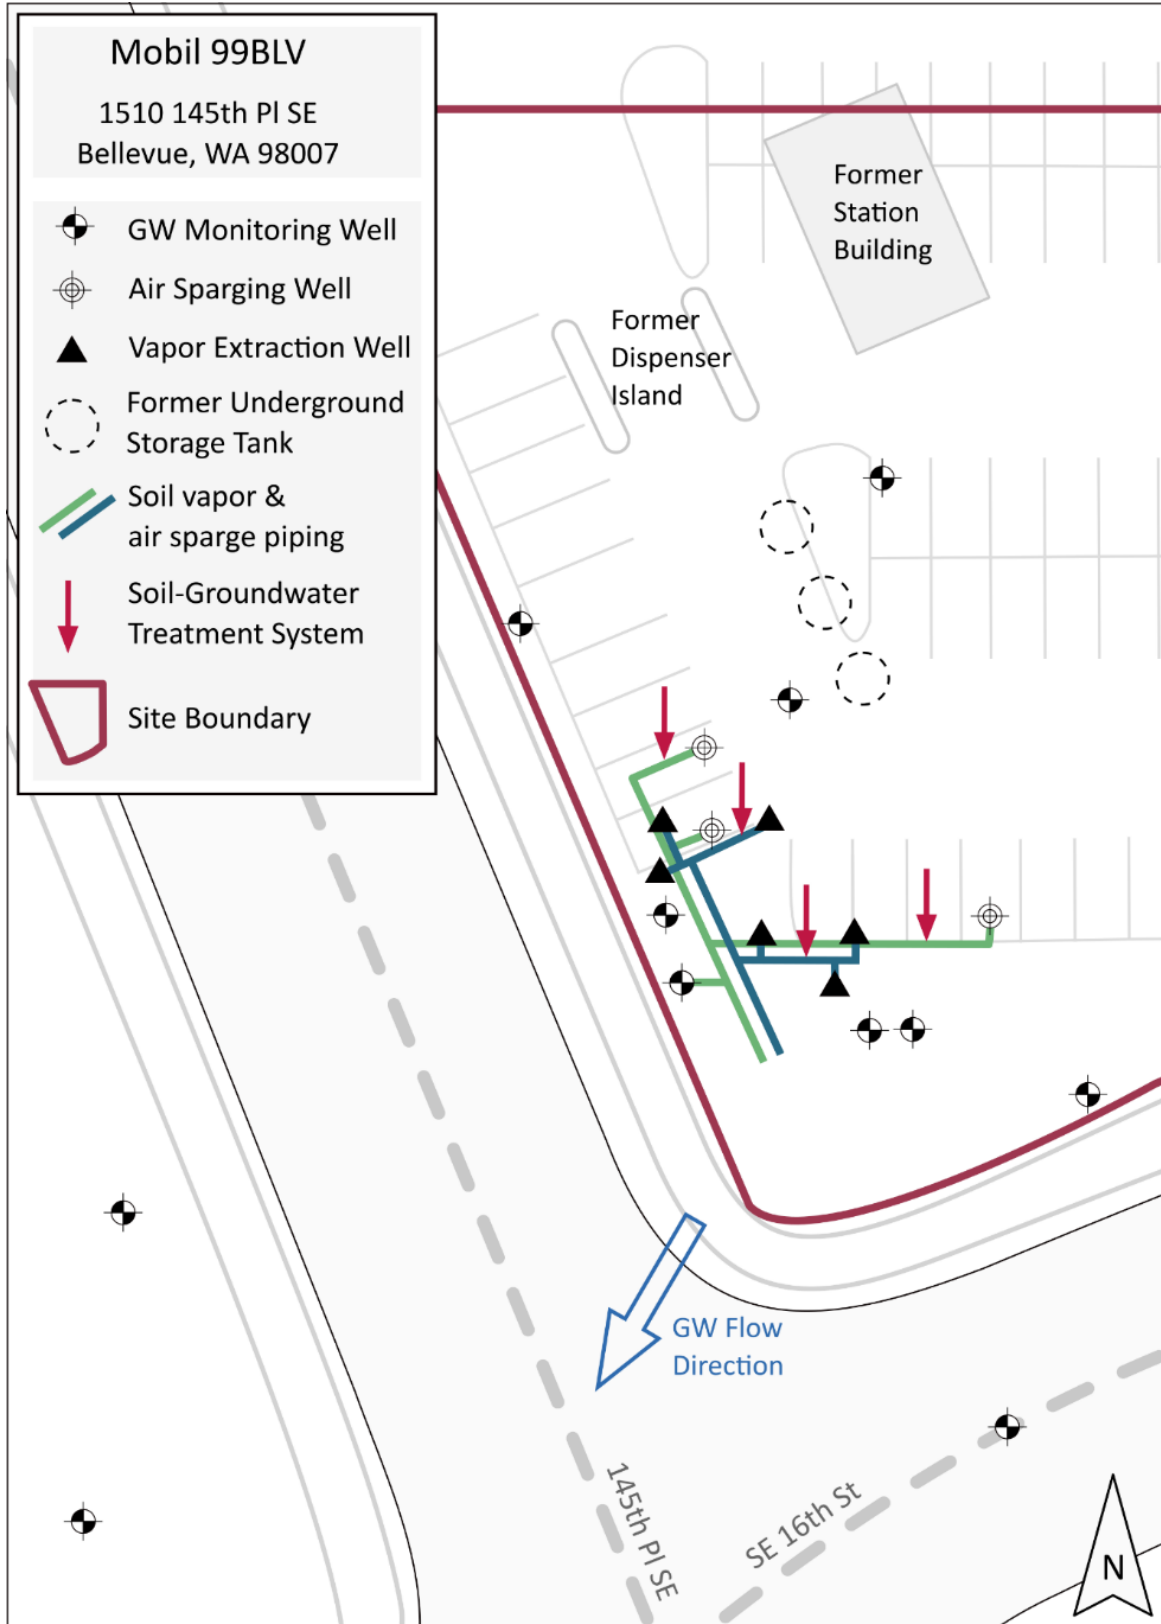 Mobil 99BLV
1510 145th Pl SE
Bellevue, WA 98007
GW Monitoring Well
Air Sparging Well
Vapor Extraction Well
Former Underground
Storage Tank
Soil vapor &
air sparge piping
Soil-Groundwater
Treatment System
Site Boundary
Former
Station
Building
Former
Dispenser
Island
GW Flow
Direction
145th Pl SE
SE 16th St
N